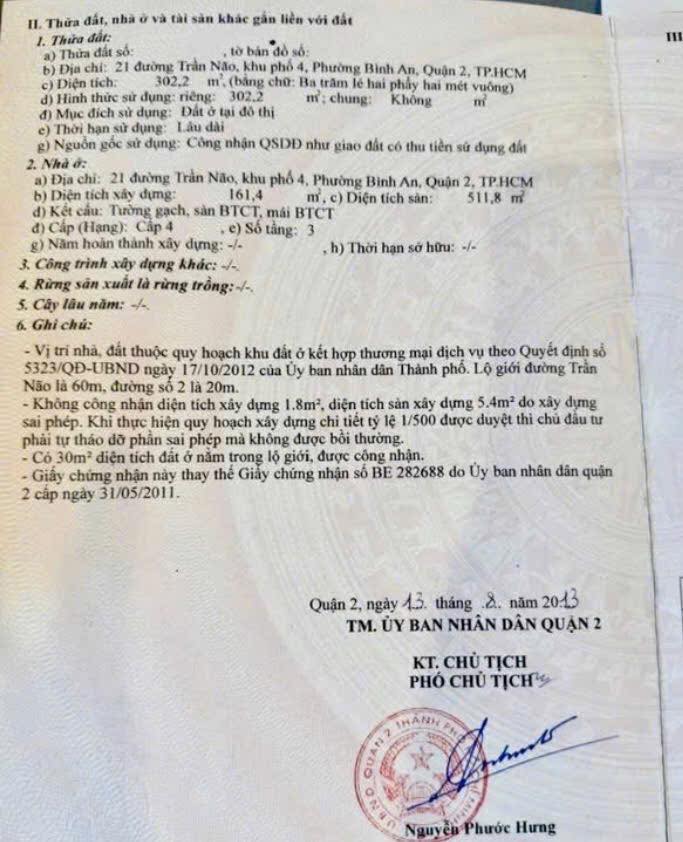 II. Thửa đất, nhà ở và tài sản khác gắn liền với đất
III
1. Thửa đất:
a) Thửa đất số: , tờ bản đồ số:
b) Địa chỉ: 21 đường Trần Não, khu phố 4, Phường Bình An, Quận 2, TP.HCM
c) Diện tích: 302,2 m², (bằng chữ: Ba trăm lẻ hai phẩy hai mét vuông)
d) Hình thức sử dụng: riêng: 302,2 m²; chung: Không m²
đ) Mục đích sử dụng: Đất ở tại đô thị
e) Thời hạn sử dụng: Lâu dài
g) Nguồn gốc sử dụng: Công nhận QSDĐ như giao đất có thu tiền sử dụng đất
2. Nhà ở:
a) Địa chỉ: 21 đường Trần Não, khu phố 4, Phường Bình An, Quận 2, TP.HCM
b) Diện tích xây dựng: 161,4 m², c) Diện tích sàn: 511,8 m²
d) Kết cấu: Tường gạch, sàn BTCT, mái BTCT
đ) Cấp (Hạng): Cấp 4 , e) Số tầng: 3
g) Năm hoàn thành xây dựng: -/- , h) Thời hạn sở hữu: -/-
3. Công trình xây dựng khác: -/-.
4. Rừng sản xuất là rừng trồng: -/-.
5. Cây lâu năm: -/-.
6. Ghi chú:
- Vị trí nhà, đất thuộc quy hoạch khu đất ở kết hợp thương mại dịch vụ theo Quyết định số
5323/QĐ-UBND ngày 17/10/2012 của Ủy ban nhân dân Thành phố. Lộ giới đường Trần
Não là 60m, đường số 2 là 20m.
- Không công nhận diện tích xây dựng 1.8m², diện tích sàn xây dựng 5.4m² do xây dựng
sai phép. Khi thực hiện quy hoạch xây dựng chi tiết tỷ lệ 1/500 được duyệt thì chủ đầu tư
phải tự tháo dỡ phần sai phép mà không được bồi thường.
- Có 30m² diện tích đất ở nằm trong lộ giới, được công nhận.
- Giấy chứng nhận này thay thế Giấy chứng nhận số BE 282688 do Ủy ban nhân dân quận
2 cấp ngày 31/05/2011.
Quận 2, ngày 13 tháng 8 năm 2013
TM. ỦY BAN NHÂN DÂN QUẬN 2
KT. CHỦ TỊCH
PHÓ CHỦ TỊCH
U.B.N.D QUẬN 2 THÀNH PHỐ
Nguyễn Phước Hưng